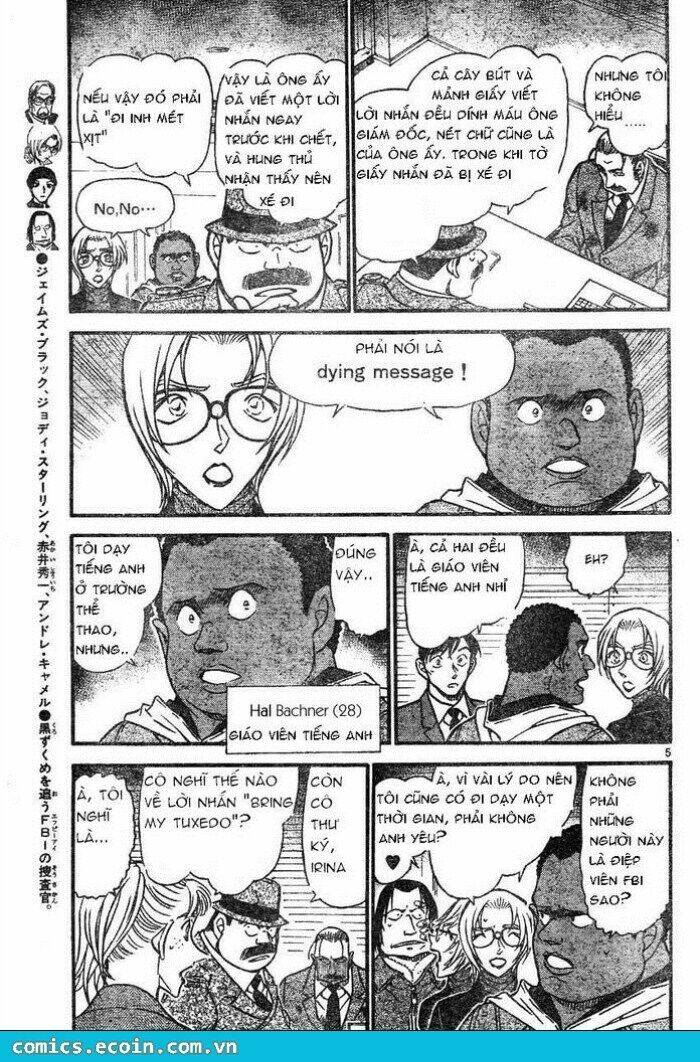 NHƯNG TÔI
KHÔNG
HIỂU .....
CẢ CÂY BÚT VÀ
MẢNH GIẤY VIẾT
LỜI NHẮN ĐỀU DÍNH MÁU ÔNG
GIÁM ĐỐC, NÉT CHỮ CŨNG LÀ
CỦA ÔNG ẤY. TRONG KHI TỜ
GIẤY NHẮN ĐÃ BỊ XÉ ĐI
VẬY LÀ ÔNG ẤY
ĐÃ VIẾT MỘT LỜI
NHẮN NGAY
TRƯỚC KHI CHẾT,
VÀ HUNG THỦ
NHẬN THẤY NÊN
XÉ ĐI
NẾU VẬY ĐÓ PHẢI
LÀ "ĐI INH MÉT
XỊT"
No,No...
PHẢI NÓI LÀ
dying message !
EH?
À, CẢ HAI ĐỀU
LÀ GIÁO VIÊN
TIẾNG ANH NHỈ
ĐÚNG
VẬY..
TÔI DẠY
TIẾNG ANH
Ở TRƯỜNG
THỂ
THAO,
NHƯNG..
Hal Bachner (28)
GIÁO VIÊN TIẾNG ANH
5
KHÔNG
PHẢI
NHỮNG
NGƯỜI NÀY
LÀ ĐIỆP
VIÊN FBI
SAO?
À, VÌ VÀI LÝ DO NÊN
TÔI CŨNG CÓ ĐI DẠY MỘT
THỜI GIAN, PHẢI KHÔNG
ANH YÊU?
♥
CÒN
CÔ
THƯ
KÝ,
IRINA
CÔ NGHĨ THẾ NÀO
VỀ LỜI NHẮN "BRING
MY TUXEDO"?
À, TÔI
NGHĨ
LÀ...
●ジェイムズ・ブラック、ジョディ・スターリング、赤井秀一、アンドレ・キャメル●黒ずくめを追うFBIの捜査官。
comics.ecoin.com.vn